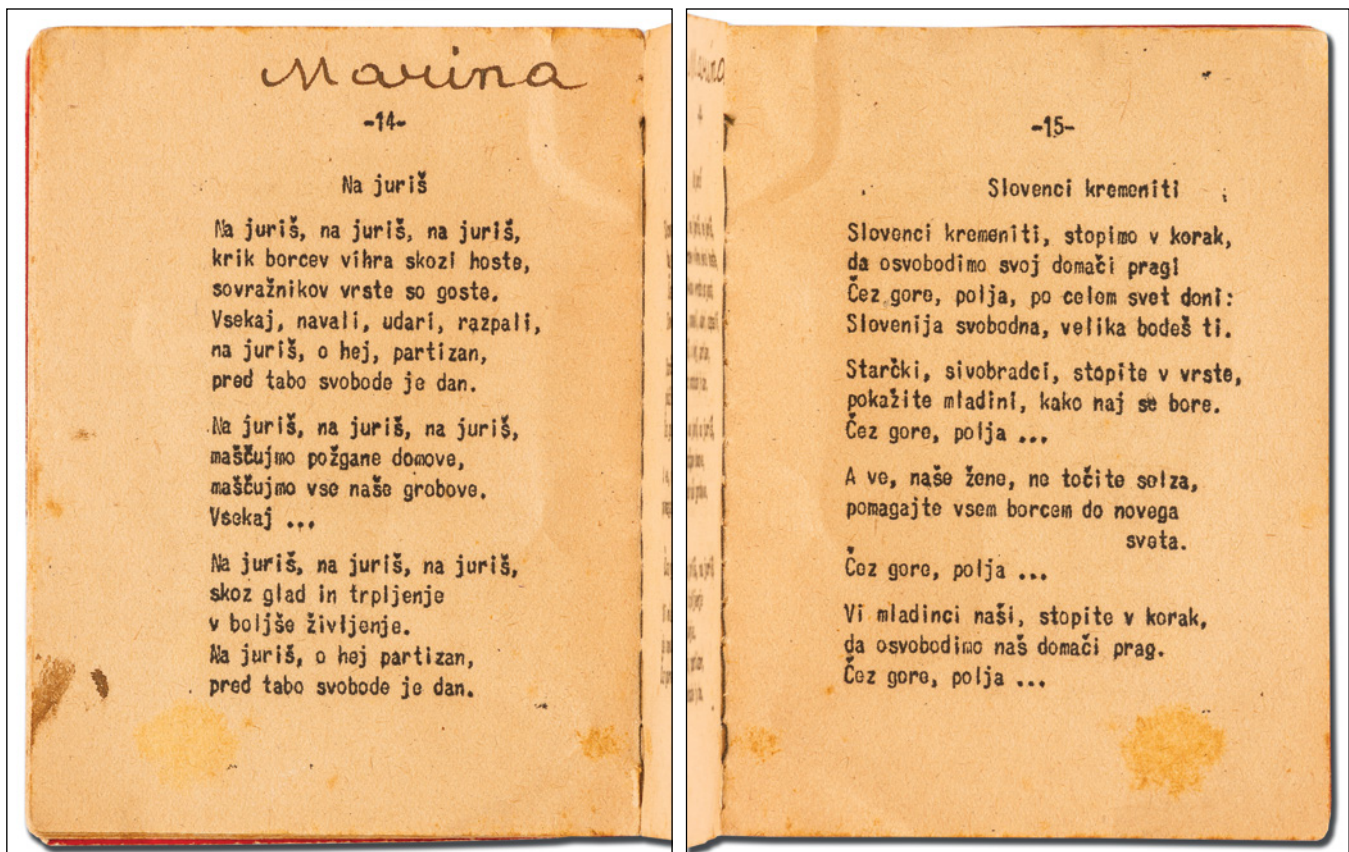 Marina
-14-
Na juriš
Na juriš, na juriš, na juriš,
krik borcev vihra skozi hoste,
sovražnikov vrste so goste.
Vsekaj, navali, udari, razpali,
na juriš, o hej, partizan,
pred tabo svobode je dan.
Na juriš, na juriš, na juriš,
maščujmo požgane domove,
maščujmo vse naše grobove.
Vsekaj ...
Na juriš, na juriš, na juriš,
skoz glad in trpljenje
v boljše življenje.
Na juriš, o hej partizan,
pred tabo svobode je dan.
-15-
Slovenci kremeniti
Slovenci kremeniti, stopimo v korak,
da osvobodimo svoj domači prag!
Čez gore, polja, po celem svet doni:
Slovenija svobodna, velika bodeš ti.
Starčki, sivobradci, stopite v vrste,
pokažite mladini, kako naj se bore.
Čez gore, polja ...
A ve, naše žene, ne točite solza,
pomagajte vsem borcem do novega
sveta.
Čez gore, polja ...
Vi mladinci naši, stopite v korak,
da osvobodimo naš domači prag.
Čez gore, polja ...